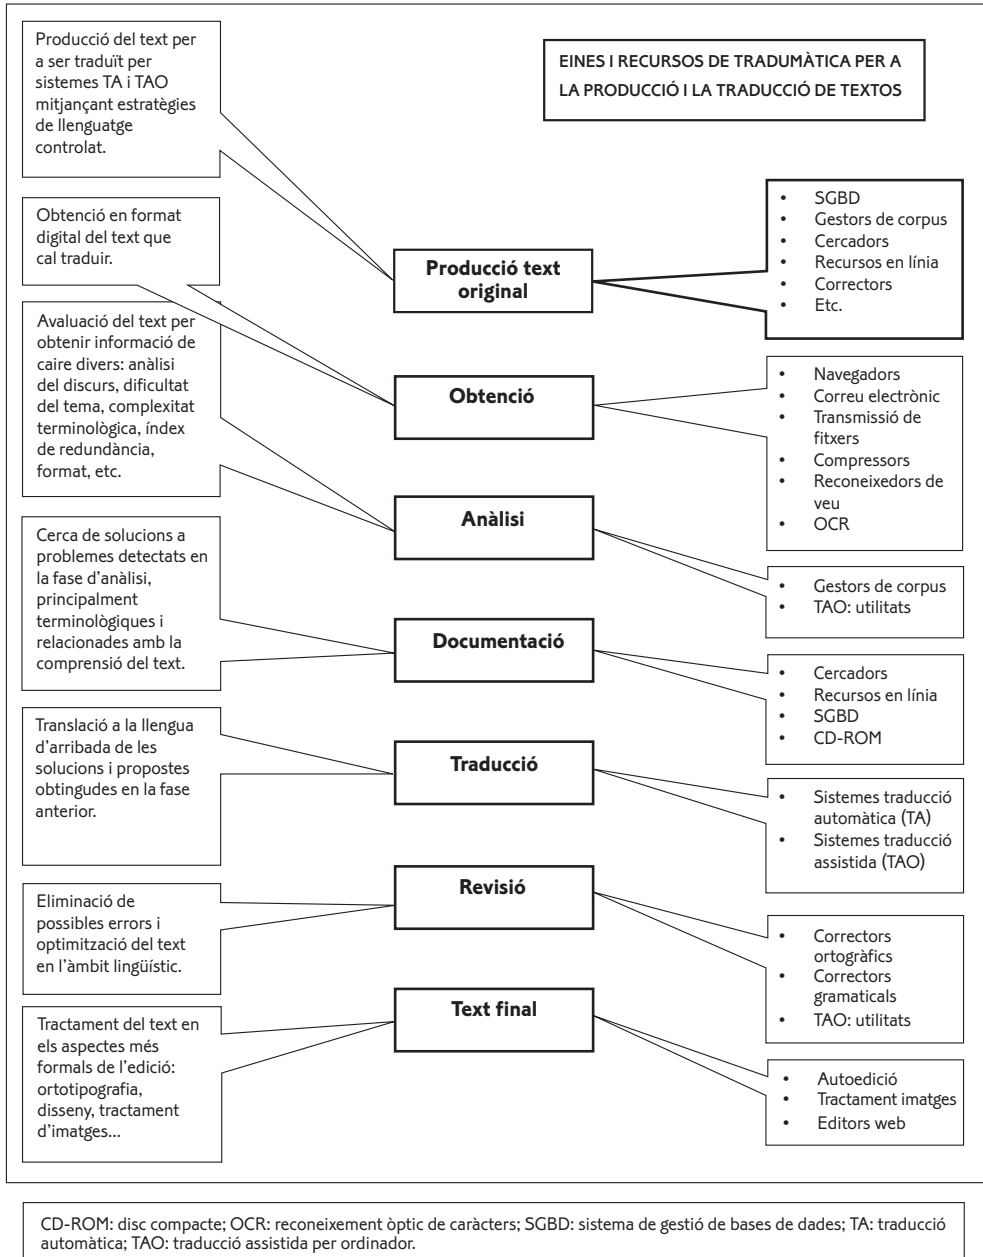 EINES I RECURSOS DE TRADUMÀTICA PER A
LA PRODUCCIÓ I LA TRADUCCIÓ DE TEXTOS
Producció del text per
a ser traduït per
sistemes TA i TAO
mitjançant estratègies
de llenguatge
controlat.
Producció text
original
• SGBD
• Gestors de corpus
• Cercadors
• Recursos en línia
• Correctors
• Etc.
Obtenció en format
digital del text que
cal traduir.
Obtenció
• Navegadors
• Correu electrònic
• Transmissió de
fitxers
• Compressors
• Reconeixedors de
veu
• OCR
Avaluació del text per
obtenir informació de
caire divers: anàlisi
del discurs, dificultat
del tema, complexitat
terminològica, índex
de redundància,
format, etc.
Anàlisi
• Gestors de corpus
• TAO: utilitats
Cerca de solucions a
problemes detectats en
la fase d’anàlisi,
principalment
terminològiques i
relacionades amb la
comprensió del text.
Documentació
• Cercadors
• Recursos en línia
• SGBD
• CD-ROM
Translació a la llengua
d’arribada de les
solucions i propostes
obtingudes en la fase
anterior.
Traducció
• Sistemes traducció
automàtica (TA)
• Sistemes traducció
assistida (TAO)
Eliminació de
possibles errors i
optimització del text
en l’àmbit lingüístic.
Revisió
• Correctors
ortogràfics
• Correctors
gramaticals
• TAO: utilitats
Tractament del text en
els aspectes més
formals de l’edició:
ortotipografia,
disseny, tractament
d’imatges...
Text final
• Autoedició
• Tractament imatges
• Editors web
CD-ROM: disc compacte; OCR: reconeixement òptic de caràcters; SGBD: sistema de gestió de bases de dades; TA: traducció
automàtica; TAO: traducció assistida per ordinador.